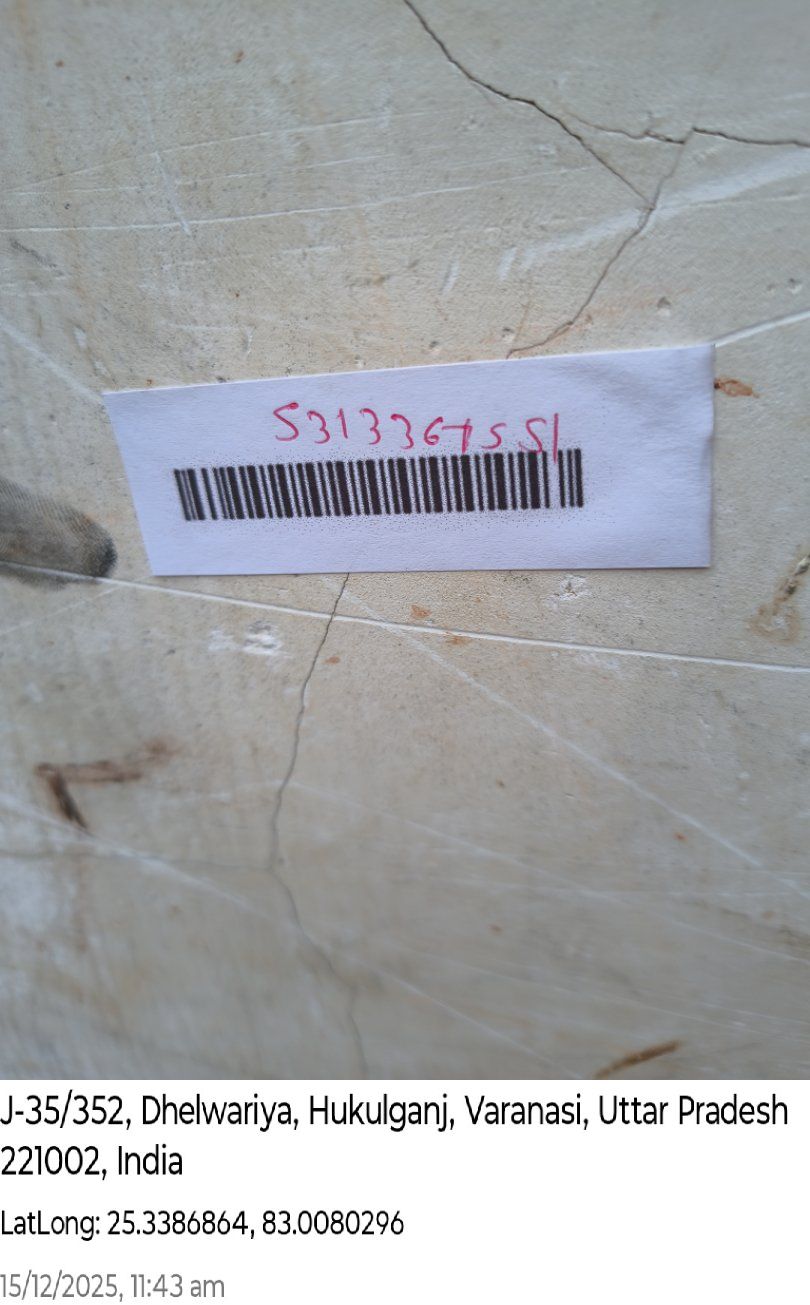 5313367551
J-35/352, Dhelwariya, Hukulganj, Varanasi, Uttar Pradesh
221002, India
LatLong: 25.3386864, 83.0080296
15/12/2025, 11:43 am